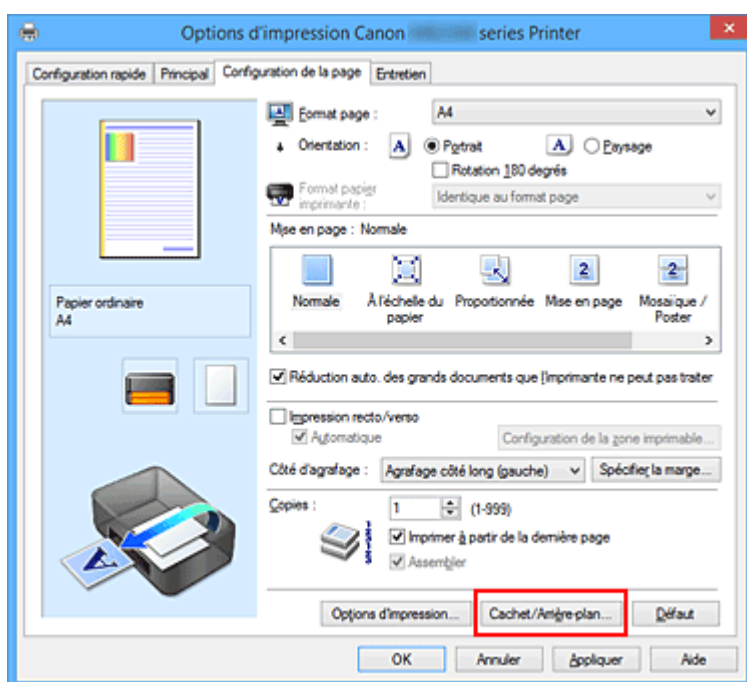 Options d'impression Canon series Printer
Configuration rapide Principal Configuration de la page Entretien
Format page : A4
Orientation : A Portrait A Paysage
Rotation 180 degrés
Format papier
imprimante : Identique au format page
Mise en page : Normale
2 2
Normale À l'échelle du Proportionnée Mise en page Mosaïque /
papier Poster
Papier ordinaire
A4
Réduction auto. des grands documents que l'imprimante ne peut pas traiter
Impression recto/verso
Automatique Configuration de la zone imprimable...
Côté d'agrafage : Agrafage côté long (gauche) Spécifier la marge...
Copies : 1 (1-999)
Imprimer à partir de la dernière page
Assembler
A
Options d'impression... Cachet/Arrière-plan... Défaut
OK Annuler Appliquer Aide